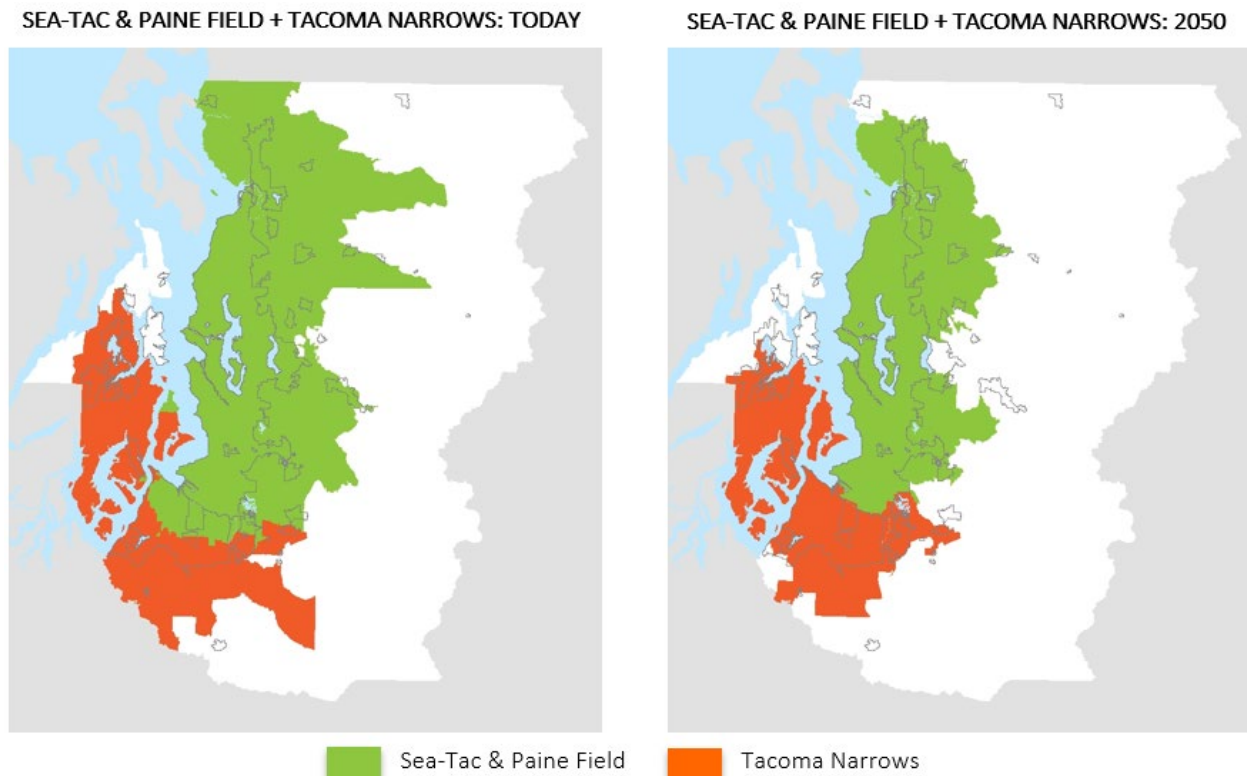 SEA-TAC & PAINE FIELD + TACOMA NARROWS: TODAY
SEA-TAC & PAINE FIELD + TACOMA NARROWS: 2050
Sea-Tac & Paine Field
Tacoma Narrows